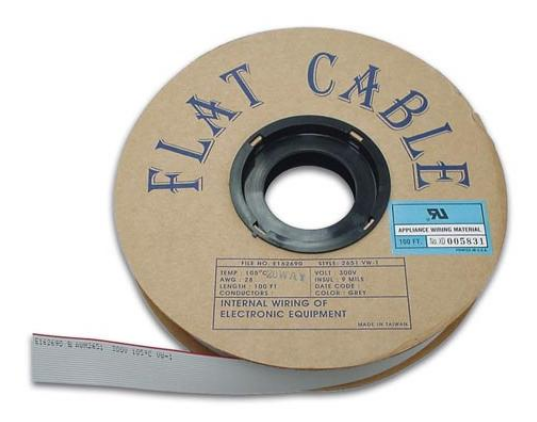 FLAT CABLE
APPLIANCE WIRING MATERIAL
100 FT. 005831
FILE NO. E162690 STYLE: 2651 VW-1
TEMP : 105°C VOLT : 300V
AWG : 28 INSUL : 9 MILE
LENGTH : 100 FT DATE CODE :
CONDUCTORS : COLOR : GREY
INTERNAL WIRING OF
ELECTRONIC EQUIPMENT
MADE IN TAIWAN
E162690 AWM2651 300V 105°C VW-1